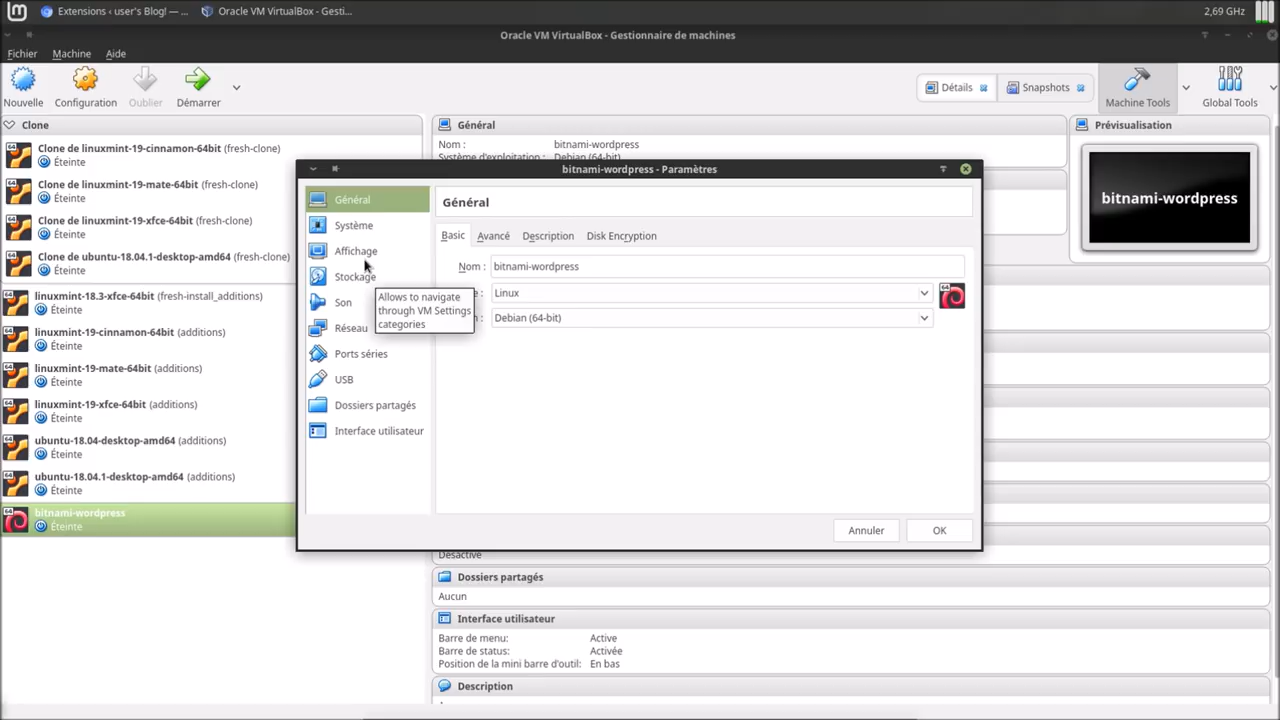 Extensions ‹ user's Blog! — ...
Oracle VM VirtualBox - Gesti...
2,69 GHz
Oracle VM VirtualBox - Gestionnaire de machines
Fichier Machine Aide
Nouvelle Configuration Oublier Démarrer
Détails Snapshots Machine Tools Global Tools
Clone
Clone de linuxmint-19-cinnamon-64bit (fresh-clone)
Éteinte
Clone de linuxmint-19-mate-64bit (fresh-clone)
Éteinte
Clone de linuxmint-19-xfce-64bit (fresh-clone)
Éteinte
Clone de ubuntu-18.04.1-desktop-amd64 (fresh-clone)
Éteinte
linuxmint-18.3-xfce-64bit (fresh-install_additions)
Éteinte
linuxmint-19-cinnamon-64bit (additions)
Éteinte
linuxmint-19-mate-64bit (additions)
Éteinte
linuxmint-19-xfce-64bit (additions)
Éteinte
ubuntu-18.04-desktop-amd64 (additions)
Éteinte
ubuntu-18.04.1-desktop-amd64 (additions)
Éteinte
bitnami-wordpress
Éteinte
Général
Nom : bitnami-wordpress
Système d'exploitation : Debian (64-bit)
Prévisualisation
bitnami-wordpress
bitnami-wordpress - Paramètres
Général
Système
Affichage
Stockage
Son
Réseau
Ports séries
USB
Dossiers partagés
Interface utilisateur
Allows to navigate
through VM Settings
categories
Général
Basic Avancé Description Disk Encryption
Nom : bitnami-wordpress
: Linux
: Debian (64-bit)
Annuler OK
Désactivé
Dossiers partagés
Aucun
Interface utilisateur
Barre de menu: Active
Barre de status: Activée
Position de la mini barre d'outil: En bas
Description